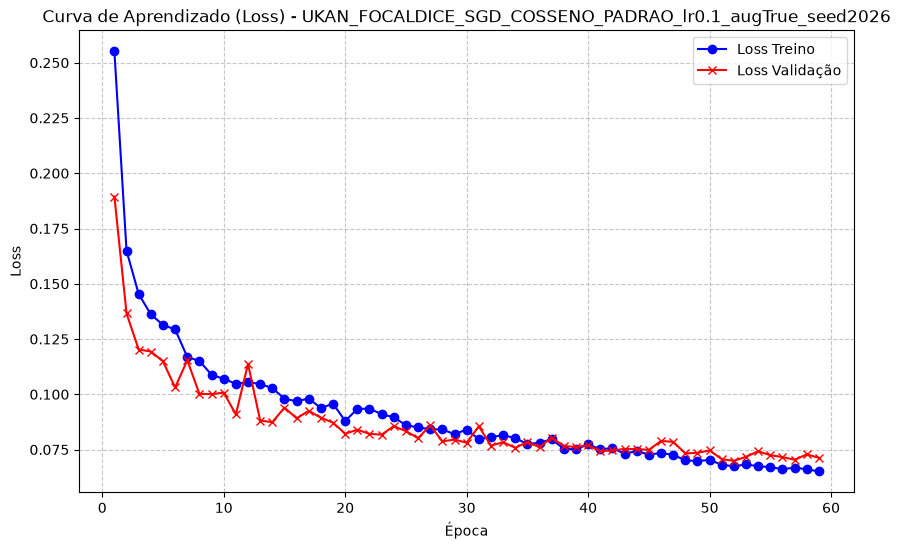 Curva de Aprendizado (Loss) - UKAN_FOCALDICE_SGD_COSSENO_PADRAO_lr0.1_augTrue_seed2026
Loss Treino
Loss Validação
0.250
0.225
0.200
0.175
0.150
0.125
0.100
0.075
Loss
0 10 20 30 40 50 60
Época